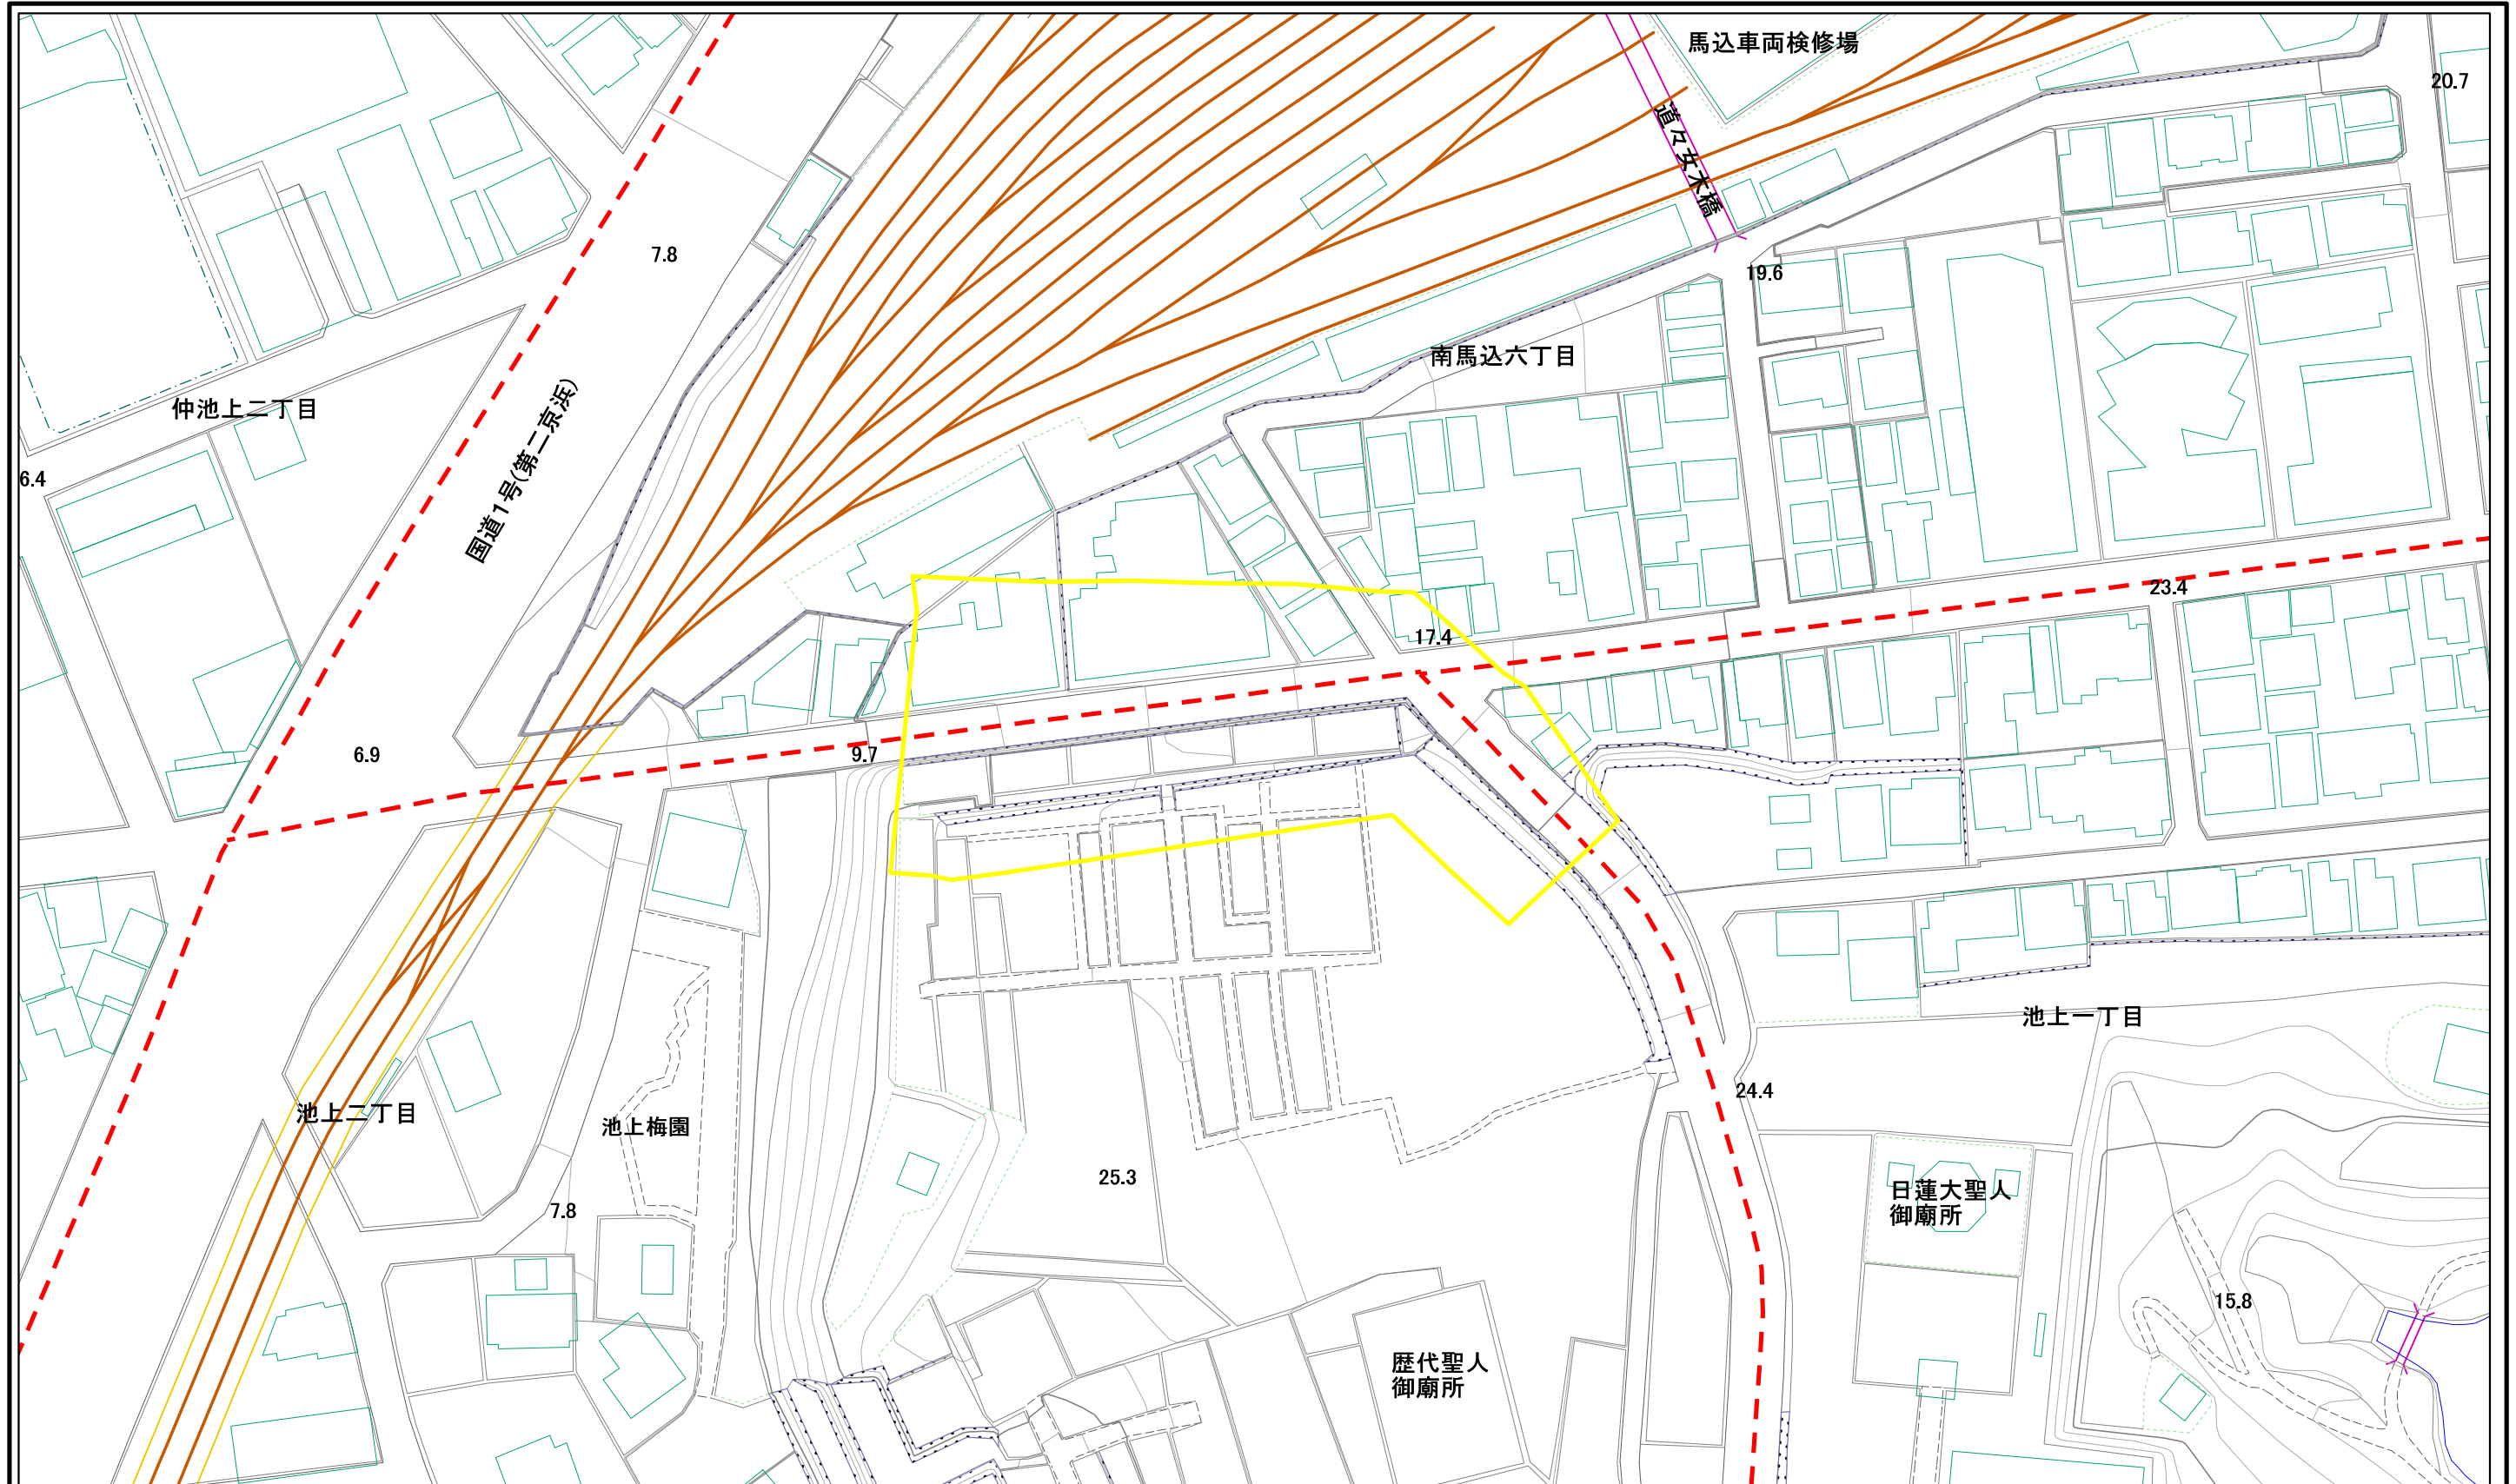 馬込車両検修場
20.7
道々女木橋
7.8
19.6
南馬込六丁目
仲池上二丁目
国道1号(第二京浜)
6.4
23.4
17.4
6.9
9.7
池上一丁目
24.4
池上二丁目
池上梅園
25.3
7.8
日蓮大聖人
御廟所
15.8
歴代聖人
御廟所